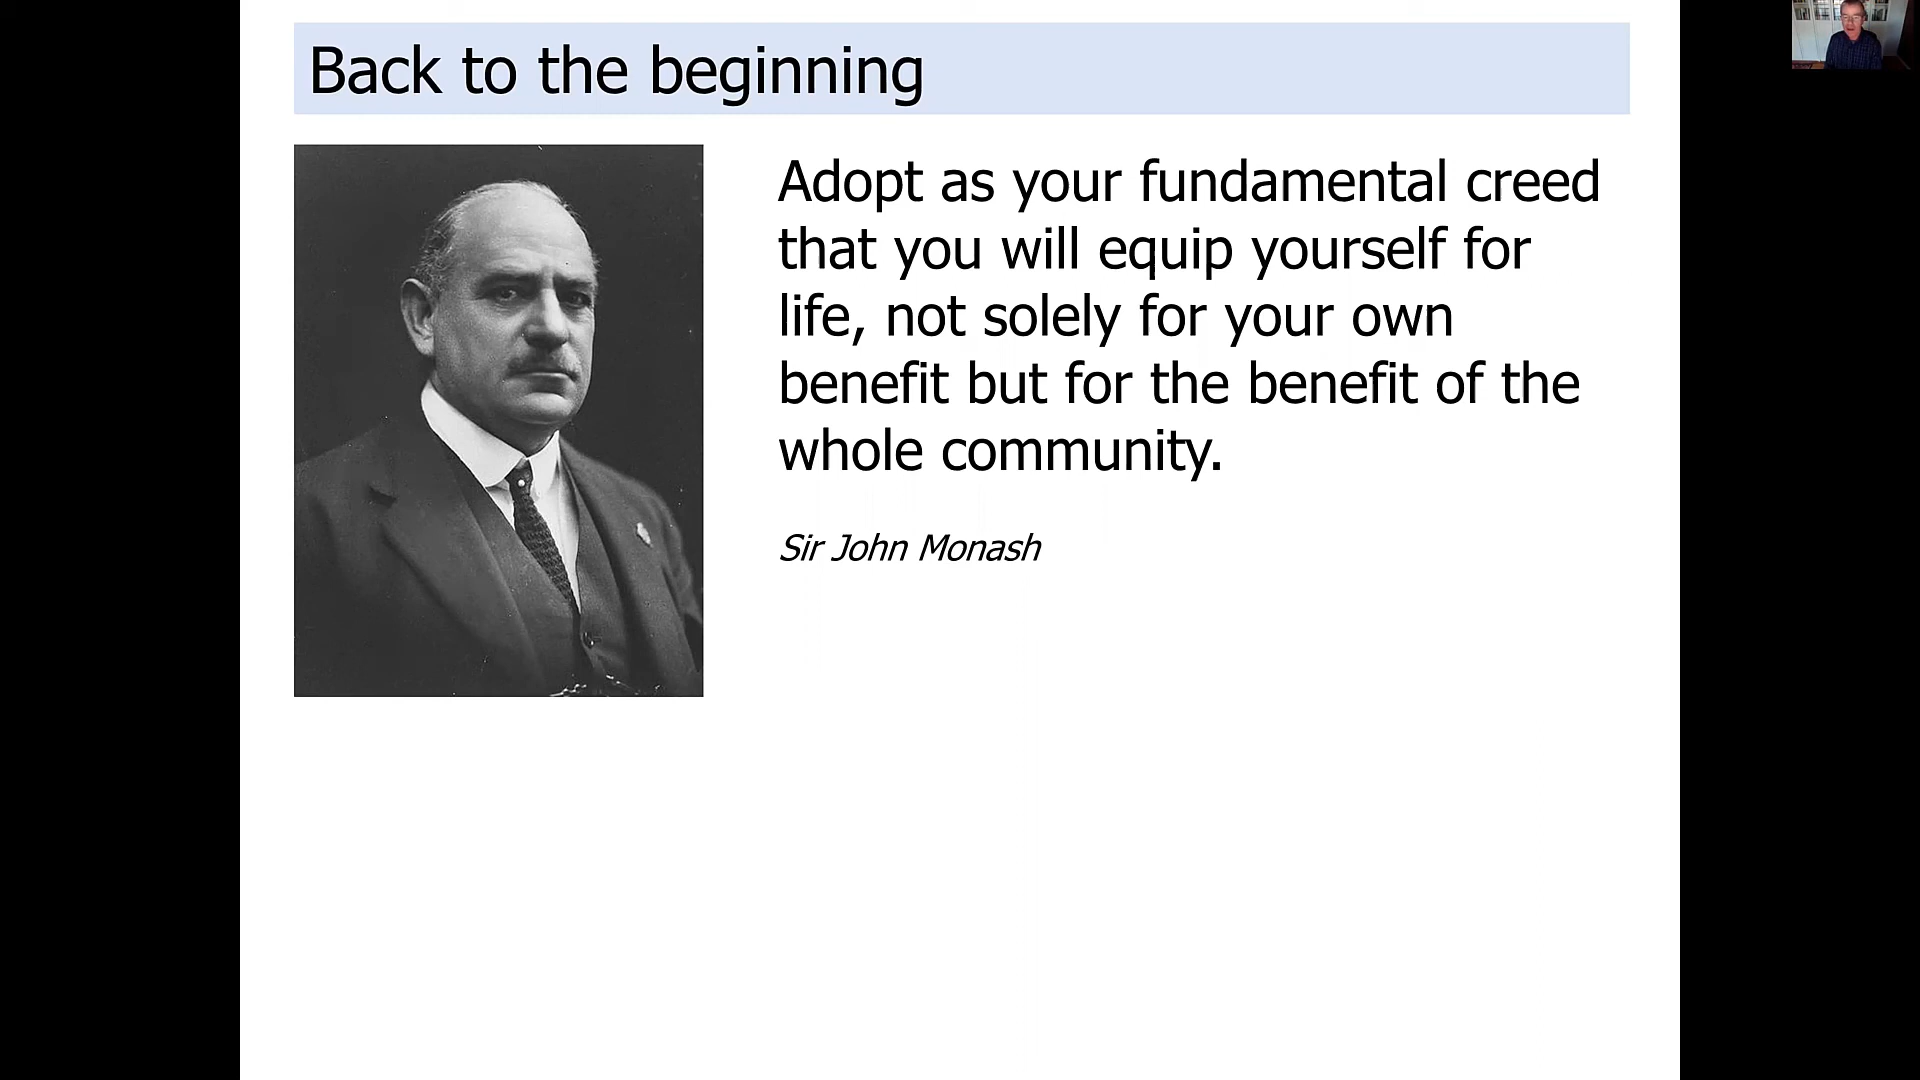 Back to the beginning
Adopt as your fundamental creed
that you will equip yourself for
life, not solely for your own
benefit but for the benefit of the
whole community.
Sir John Monash